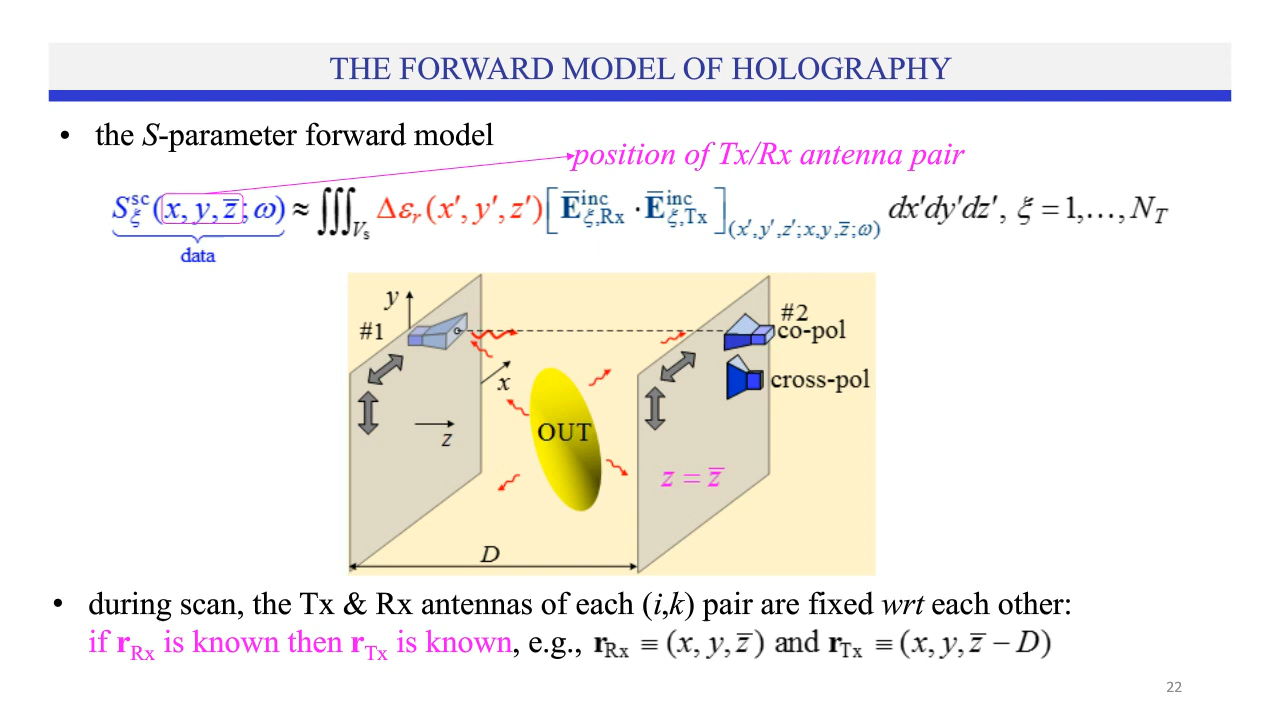 THE FORWARD MODEL OF HOLOGRAPHY
• the S-parameter forward model
position of Tx/Rx antenna pair
S_ξ^sc (x, y, z̅; ω) ≈ ∭_Vs Δε_r (x′, y′, z′) [E̅^inc_ξ,Rx · E̅^inc_ξ,Tx]_(x′,y′,z′;x,y,z̅;ω) dx′dy′dz′, ξ = 1,…, N_T
data
y
#1
#2
co-pol
x
cross-pol
z
OUT
z = z̅
D
• during scan, the Tx & Rx antennas of each (i,k) pair are fixed wrt each other:
if r_Rx is known then r_Tx is known, e.g., r_Rx ≡ (x, y, z̅) and r_Tx ≡ (x, y, z̅ − D)
22